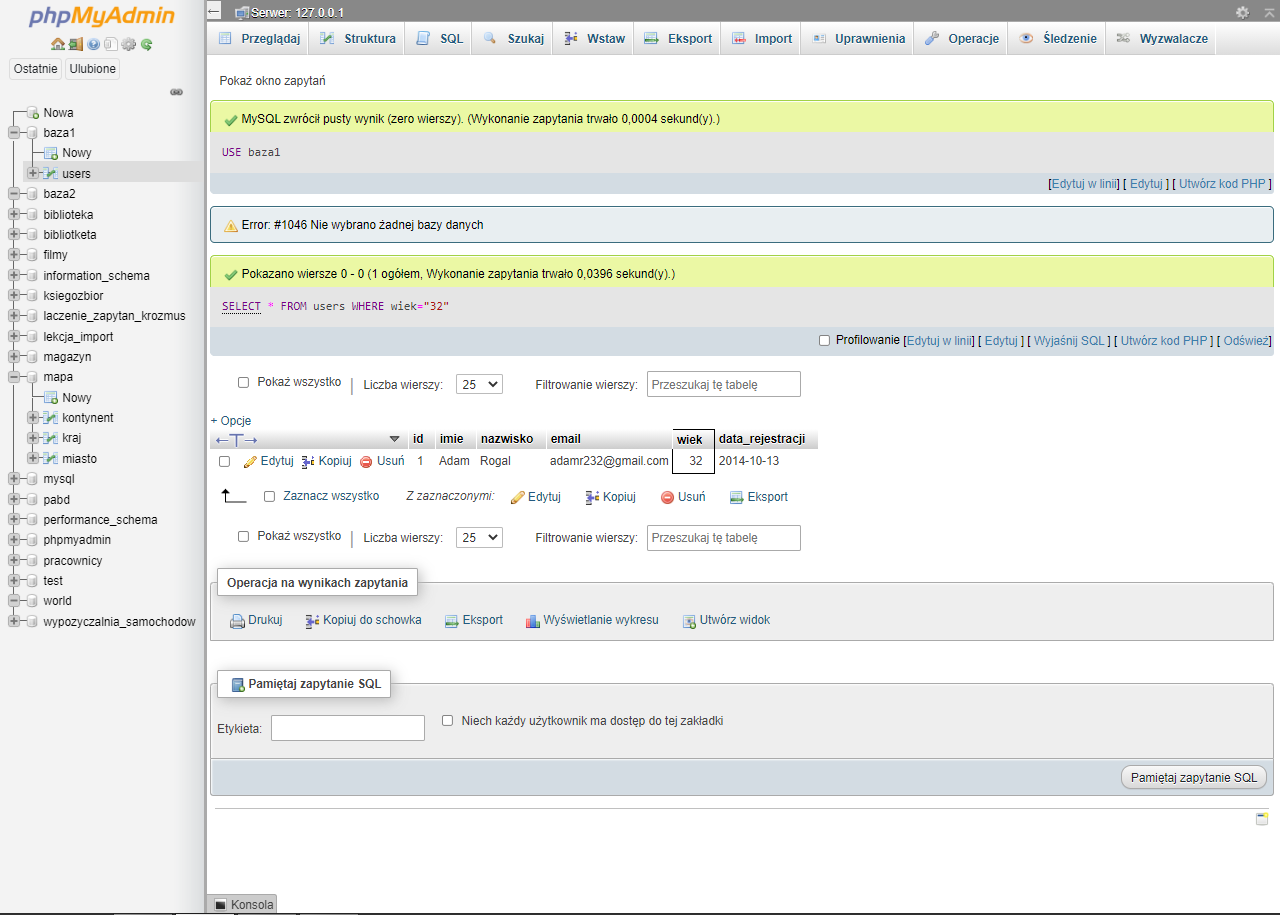 phpMyAdmin
Ostatnie Ulubione
Nowa
baza1
Nowy
users
baza2
biblioteka
bibliotketa
filmy
information_schema
ksiegozbior
laczenie_zapytan_krozmus
lekcja_import
magazyn
mapa
Nowy
kontynent
kraj
miasto
mysql
pabd
performance_schema
phpmyadmin
pracownicy
test
world
wypozyczalnia_samochodow
Serwer: 127.0.0.1
Przeglądaj Struktura SQL Szukaj Wstaw Eksport Import Uprawnienia Operacje Śledzenie Wyzwalacze
Pokaż okno zapytań
MySQL zwrócił pusty wynik (zero wierszy). (Wykonanie zapytania trwało 0,0004 sekund(y).)
USE baza1
[Edytuj w linii] [ Edytuj ] [ Utwórz kod PHP ]
Error: #1046 Nie wybrano żadnej bazy danych
Pokazano wiersze 0 - 0 (1 ogółem, Wykonanie zapytania trwało 0,0396 sekund(y).)
SELECT * FROM users WHERE wiek="32"
Profilowanie [Edytuj w linii] [ Edytuj ] [ Wyjaśnij SQL ] [ Utwórz kod PHP ] [ Odśwież]
Pokaż wszystko | Liczba wierszy: 25 Filtrowanie wierszy: Przeszukaj tę tabelę
+ Opcje
←T→ id imie nazwisko email wiek data_rejestracji
Edytuj Kopiuj Usuń 1 Adam Rogal adamr232@gmail.com 32 2014-10-13
Zaznacz wszystko Z zaznaczonymi: Edytuj Kopiuj Usuń Eksport
Pokaż wszystko | Liczba wierszy: 25 Filtrowanie wierszy: Przeszukaj tę tabelę
Operacja na wynikach zapytania
Drukuj Kopiuj do schowka Eksport Wyświetlanie wykresu Utwórz widok
Pamiętaj zapytanie SQL
Etykieta: Niech każdy użytkownik ma dostęp do tej zakładki
Pamiętaj zapytanie SQL
Konsola